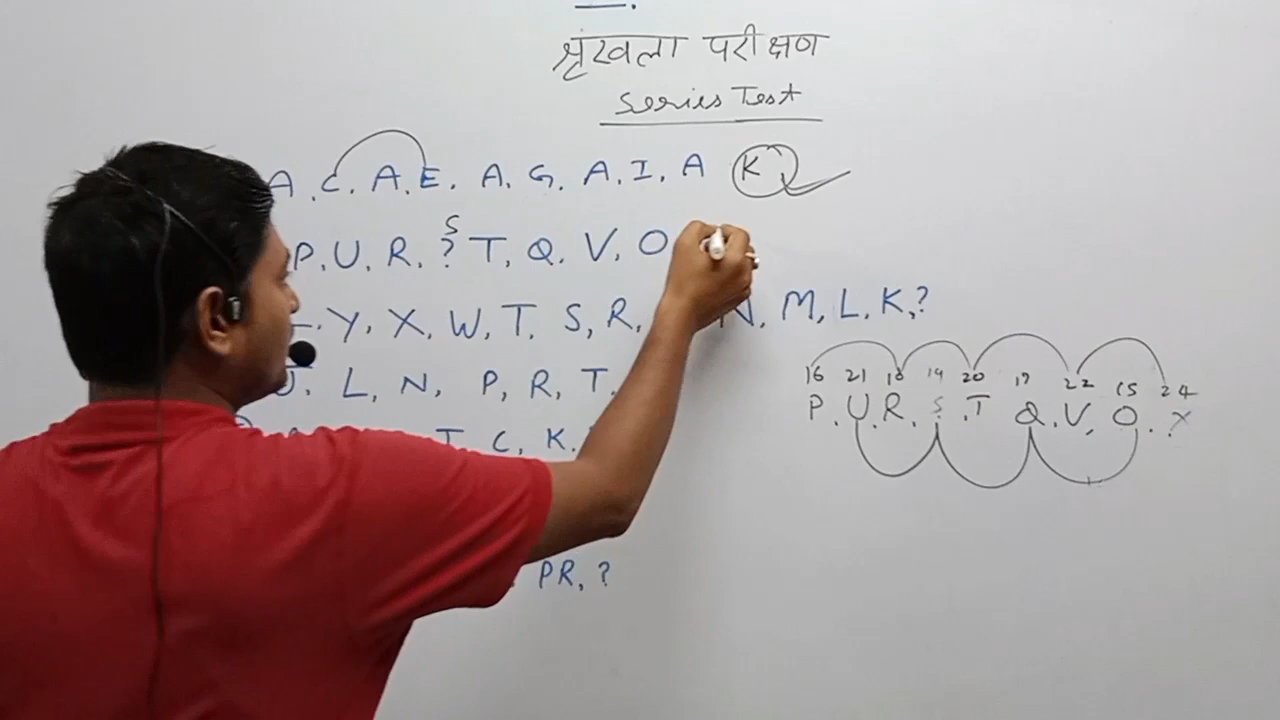 श्रृंखला परीक्षण
Series Test
A, C, A, E, A, G, A, I, A K
S
P, U, R, ? T, Q, V, O
Y, X, W, T, S, R, N, M, L, K, ?
J, L, N, P, R, T,
I C, K,
PR, ?
16 21 18 19 20 17 22 15 24
P, U, R, S, T Q, V, O, X